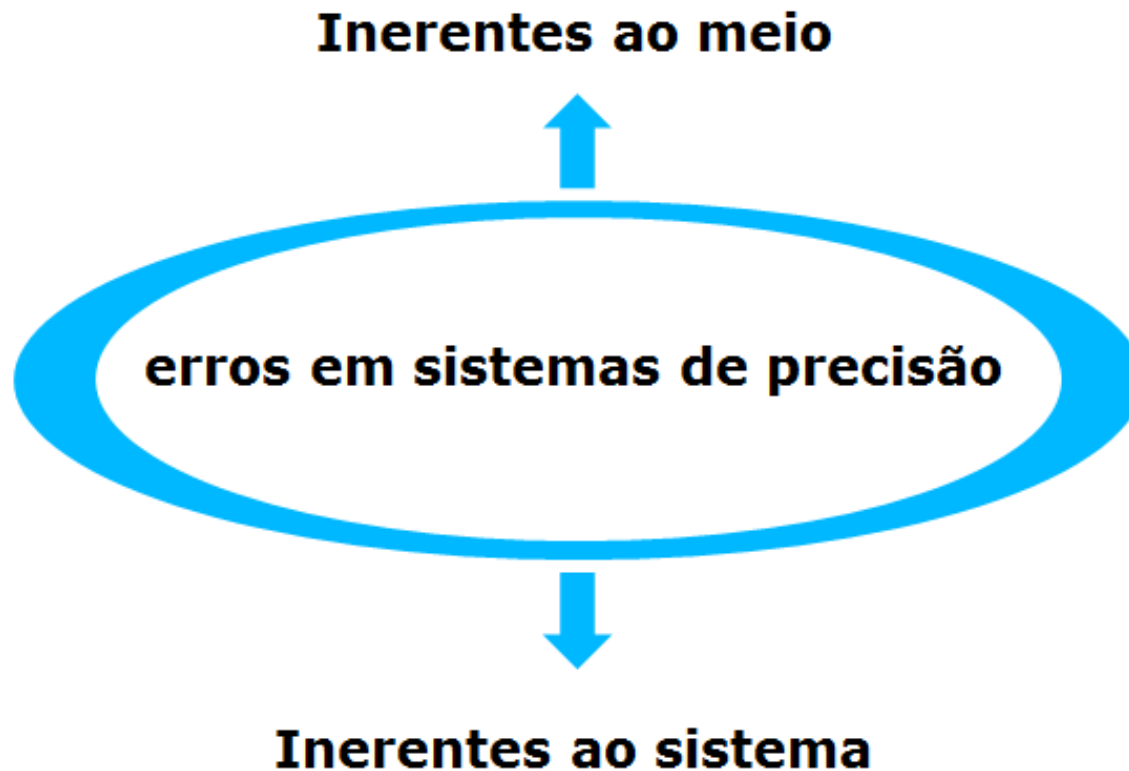 Inerentes ao meio
erros em sistemas de precisão
Inerentes ao sistema